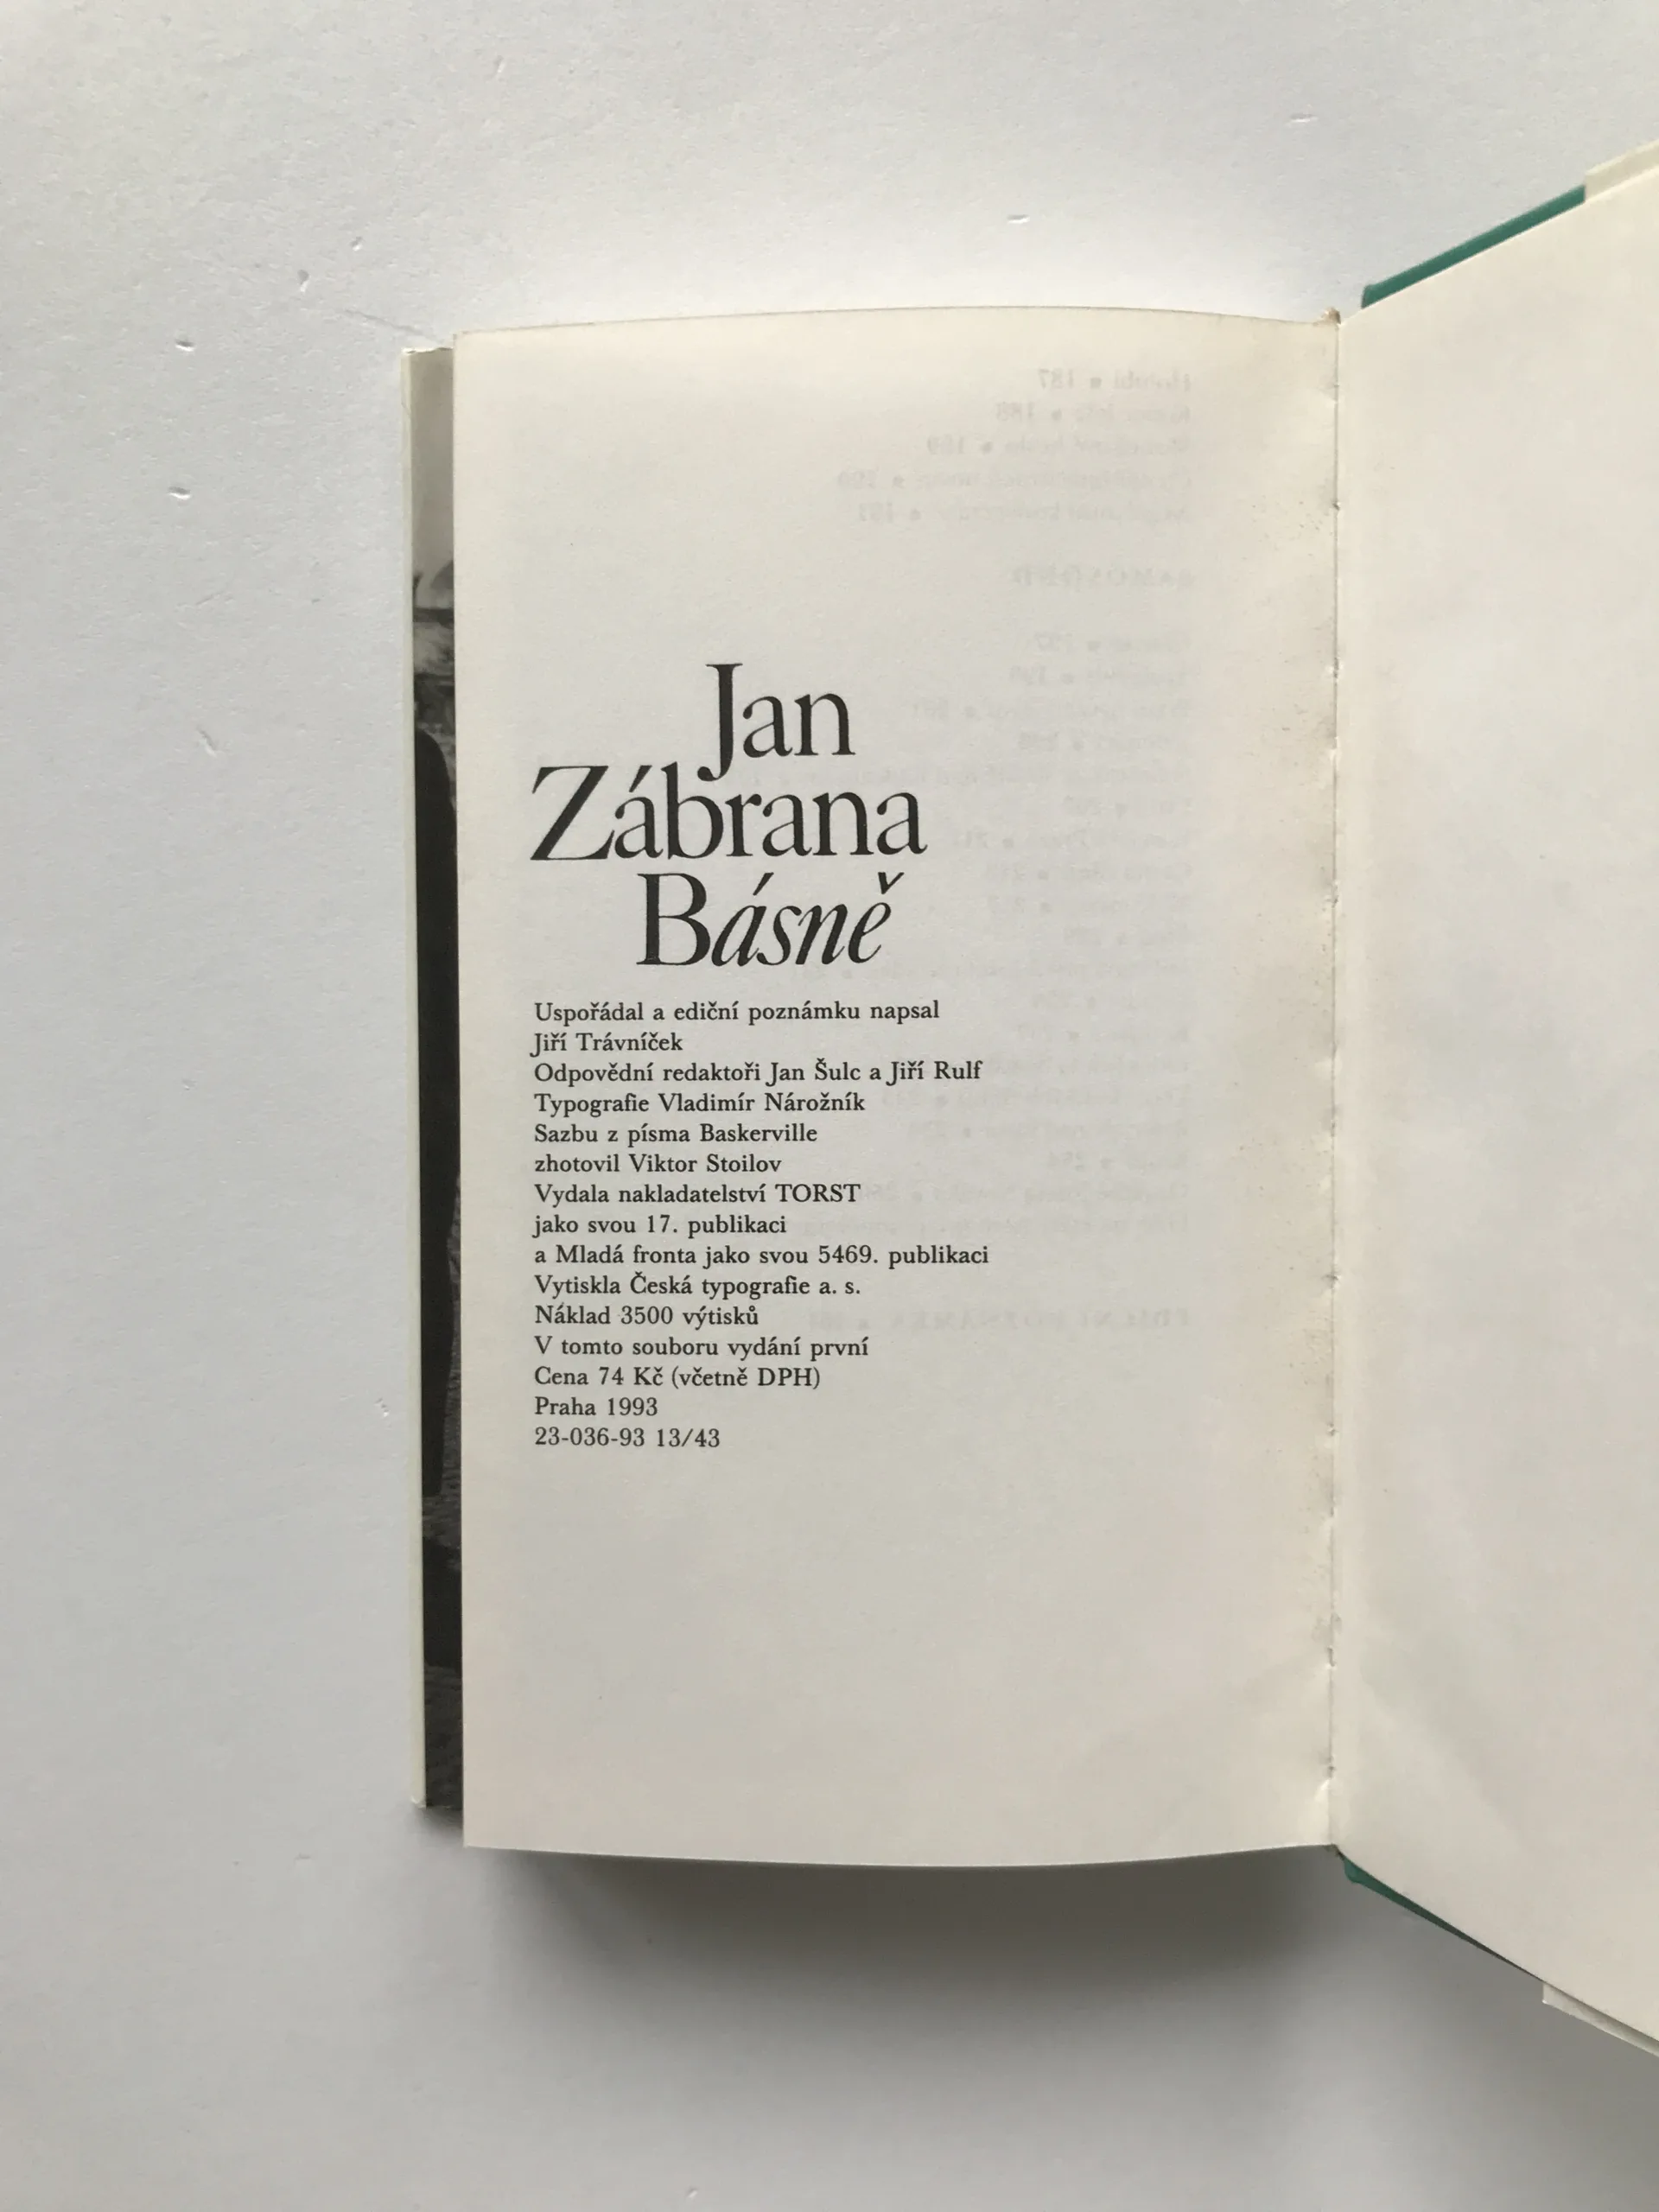 Jan
Zábrana
Básně
Uspořádal a ediční poznámku napsal
Jiří Trávníček
Odpovědní redaktoři Jan Šulc a Jiří Rulf
Typografie Vladimír Nárožník
Sazbu z písma Baskerville
zhotovil Viktor Stoilov
Vydala nakladatelství TORST
jako svou 17. publikaci
a Mladá fronta jako svou 5469. publikaci
Vytiskla Česká typografie a. s.
Náklad 3500 výtisků
V tomto souboru vydání první
Cena 74 Kč (včetně DPH)
Praha 1993
23-036-93 13/43